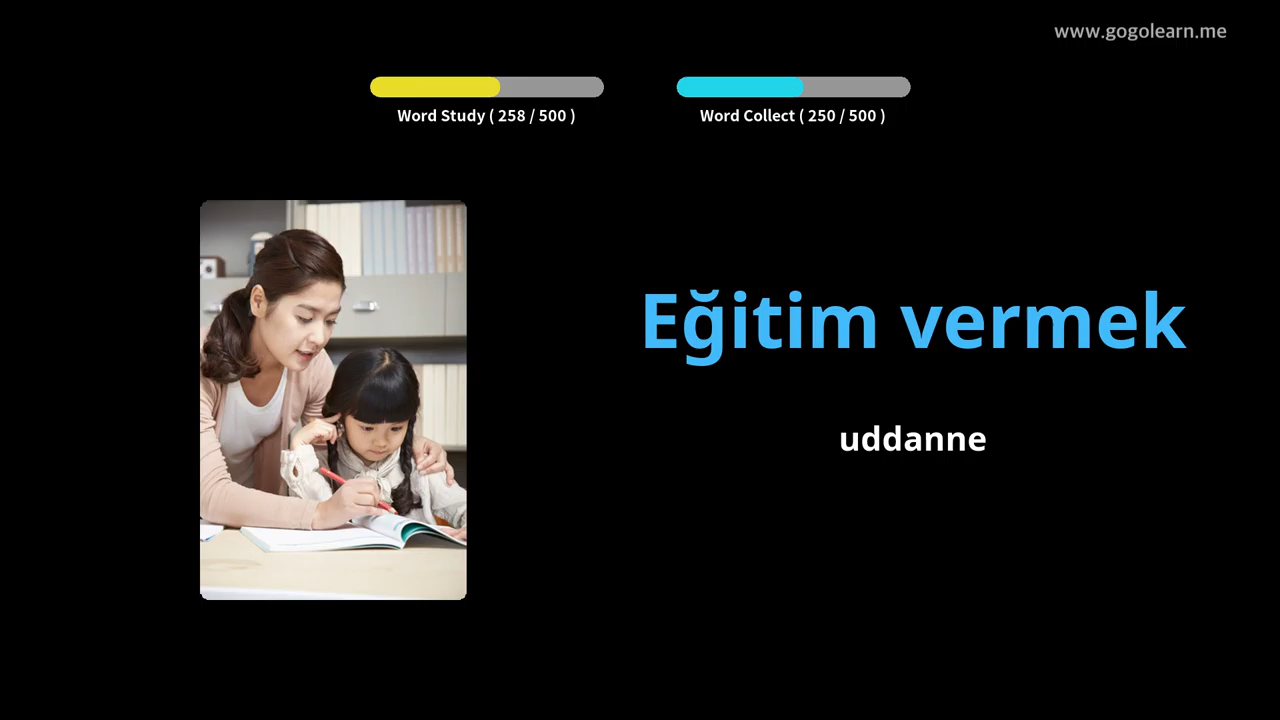 www.gogolearn.me
Word Study ( 258 / 500 )
Word Collect ( 250 / 500 )
Eğitim vermek
uddanne